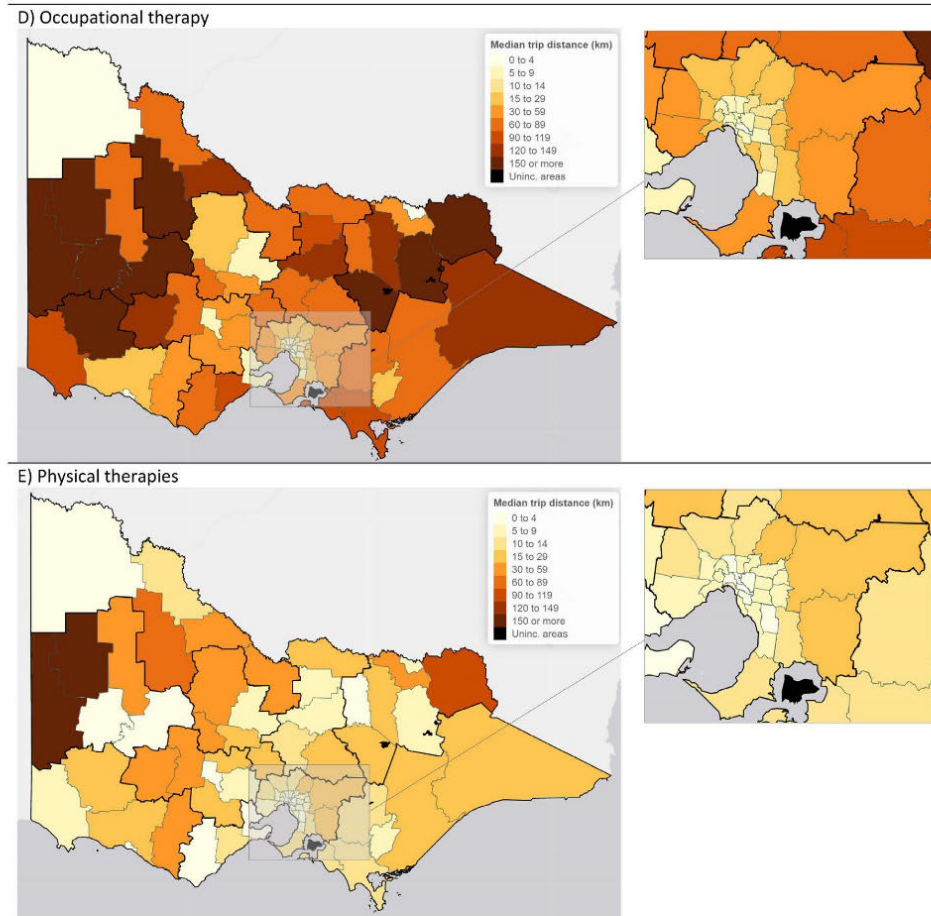 D) Occupational therapy
Median trip distance (km)
0 to 4
5 to 9
10 to 14
15 to 29
30 to 59
60 to 89
90 to 119
120 to 149
150 or more
Uninc. areas
E) Physical therapies
Median trip distance (km)
0 to 4
5 to 9
10 to 14
15 to 29
30 to 59
60 to 89
90 to 119
120 to 149
150 or more
Uninc. areas